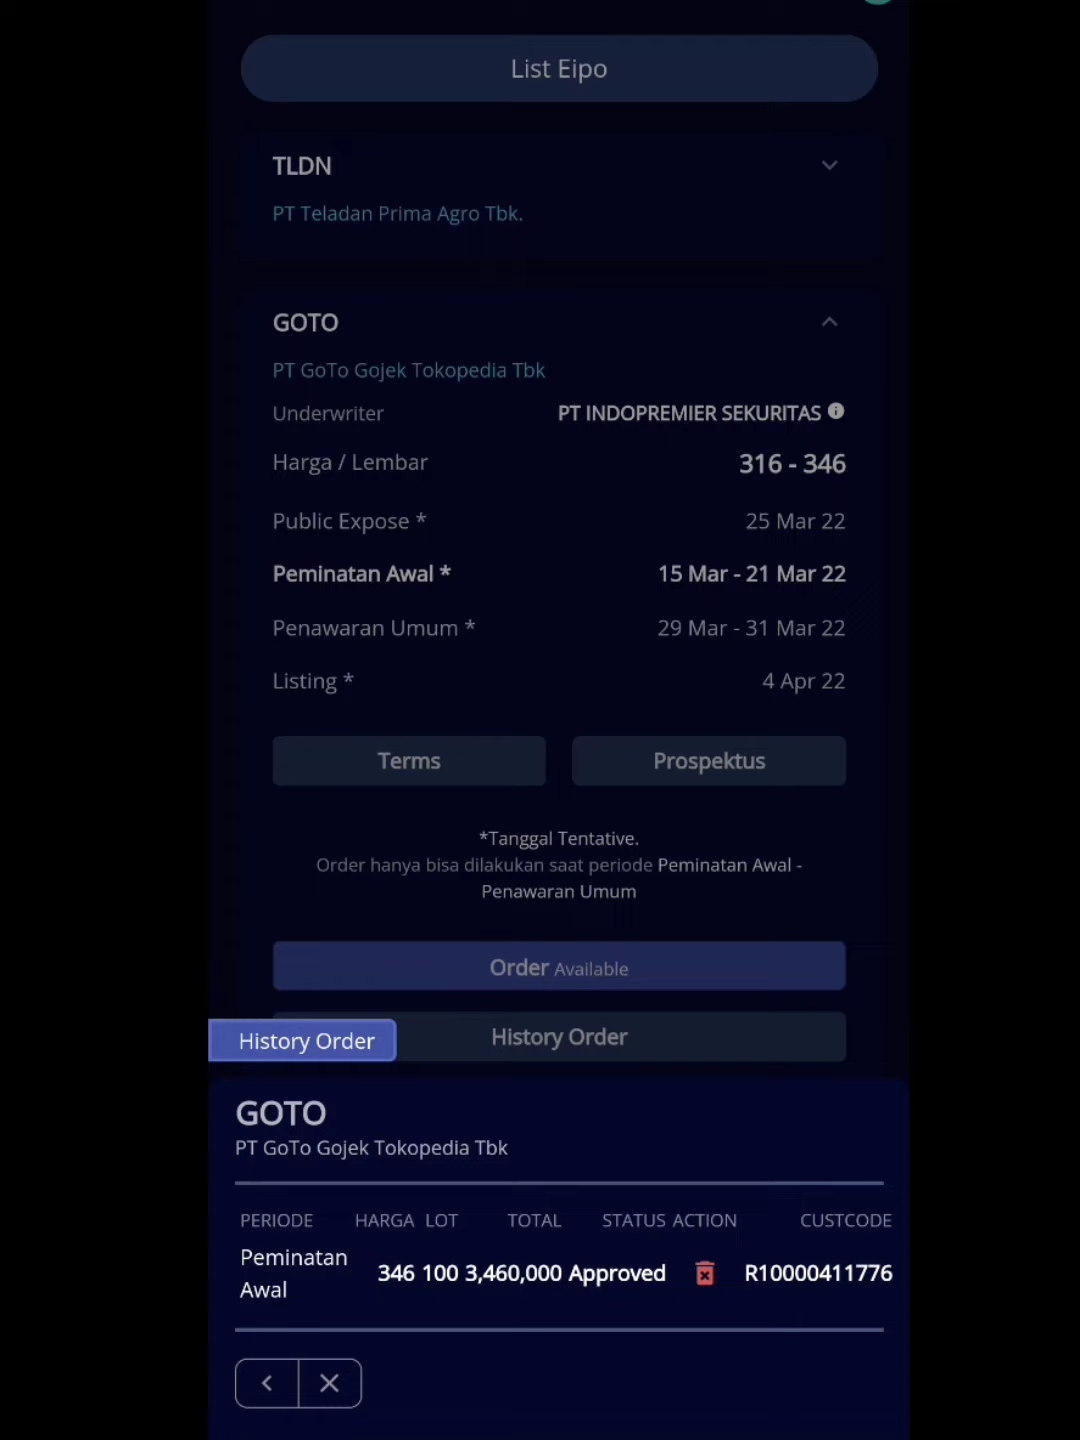 List Eipo
TLDN
PT Teladan Prima Agro Tbk.
GOTO
PT GoTo Gojek Tokopedia Tbk
Underwriter PT INDOPREMIER SEKURITAS
Harga / Lembar 316 - 346
Public Expose * 25 Mar 22
Peminatan Awal * 15 Mar - 21 Mar 22
Penawaran Umum * 29 Mar - 31 Mar 22
Listing * 4 Apr 22
Terms Prospektus
*Tanggal Tentative.
Order hanya bisa dilakukan saat periode Peminatan Awal -
Penawaran Umum
Order Available
History Order History Order
GOTO
PT GoTo Gojek Tokopedia Tbk
PERIODE HARGA LOT TOTAL STATUS ACTION CUSTCODE
Peminatan
Awal 346 100 3,460,000 Approved R10000411776